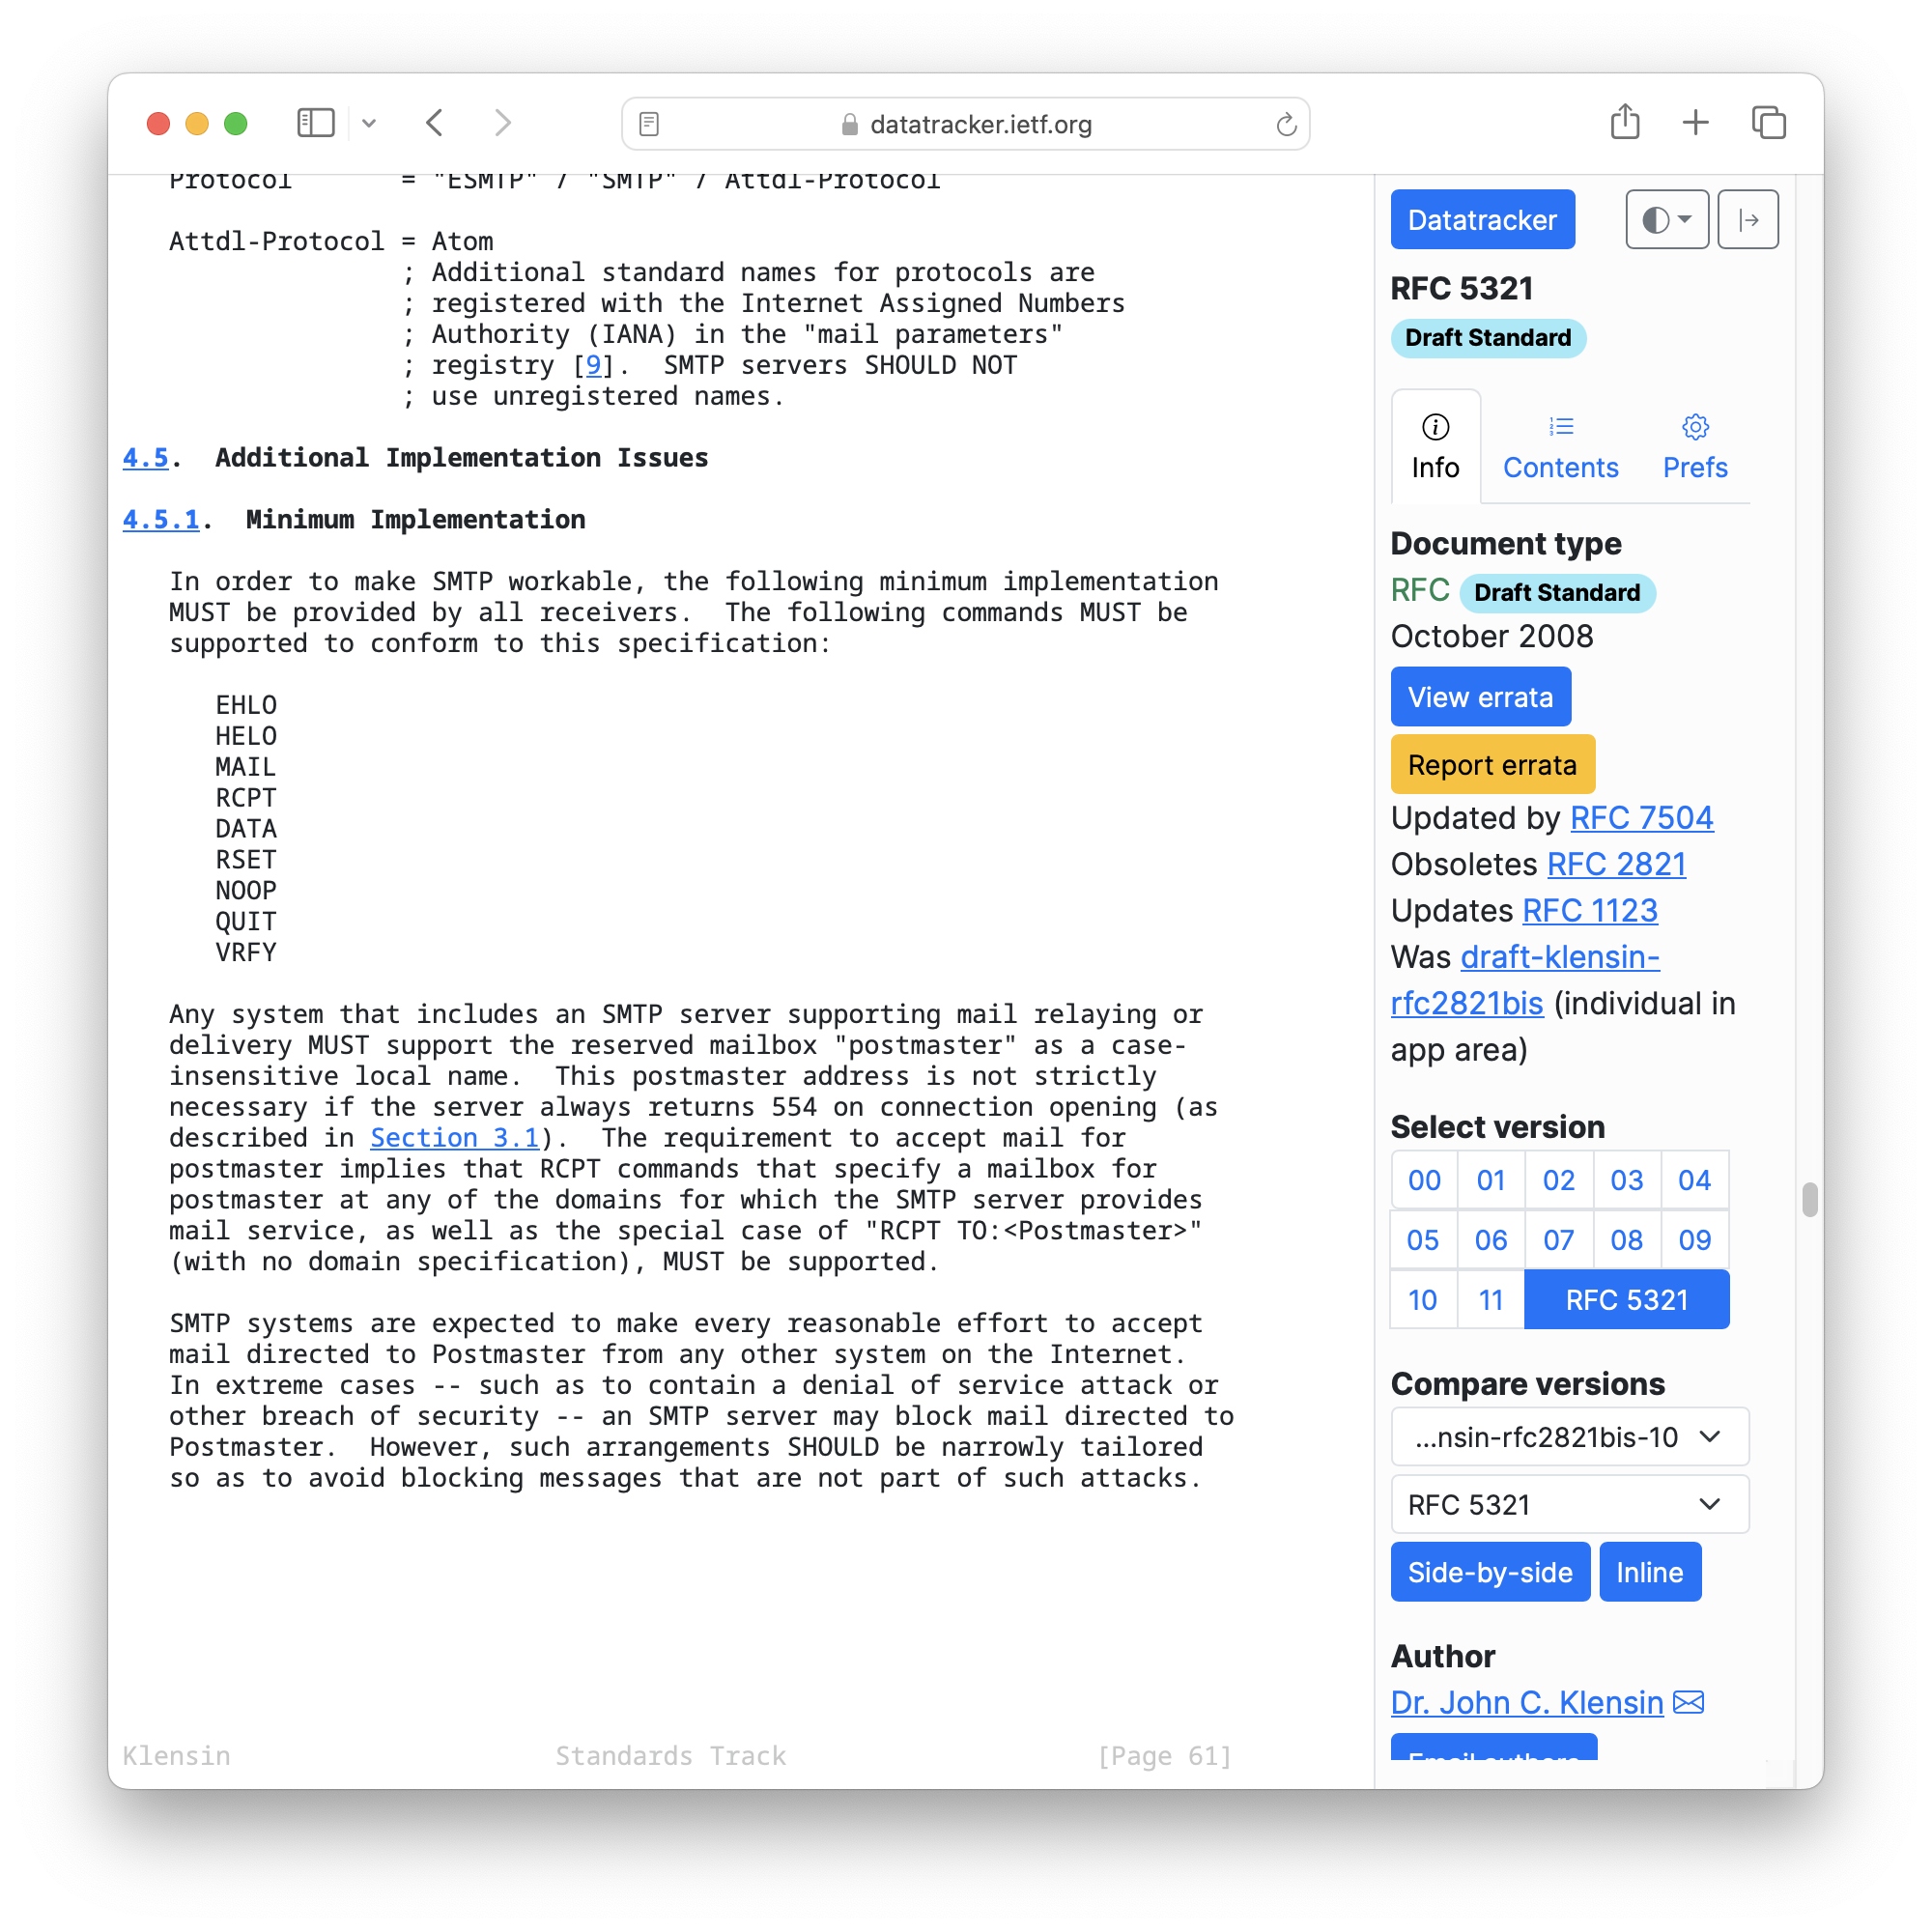 datatracker.ietf.org
Protocol       = "ESMTP" / "SMTP" / Attdl-Protocol
Attdl-Protocol = Atom
; Additional standard names for protocols are
; registered with the Internet Assigned Numbers
; Authority (IANA) in the "mail parameters"
; registry [9].  SMTP servers SHOULD NOT
; use unregistered names.
4.5.  Additional Implementation Issues
4.5.1.  Minimum Implementation
In order to make SMTP workable, the following minimum implementation
MUST be provided by all receivers.  The following commands MUST be
supported to conform to this specification:
EHLO
HELO
MAIL
RCPT
DATA
RSET
NOOP
QUIT
VRFY
Any system that includes an SMTP server supporting mail relaying or
delivery MUST support the reserved mailbox "postmaster" as a case-
insensitive local name.  This postmaster address is not strictly
necessary if the server always returns 554 on connection opening (as
described in Section 3.1).  The requirement to accept mail for
postmaster implies that RCPT commands that specify a mailbox for
postmaster at any of the domains for which the SMTP server provides
mail service, as well as the special case of "RCPT TO:<Postmaster>"
(with no domain specification), MUST be supported.
SMTP systems are expected to make every reasonable effort to accept
mail directed to Postmaster from any other system on the Internet.
In extreme cases -- such as to contain a denial of service attack or
other breach of security -- an SMTP server may block mail directed to
Postmaster.  However, such arrangements SHOULD be narrowly tailored
so as to avoid blocking messages that are not part of such attacks.
Klensin                     Standards Track                    [Page 61]
Datatracker
RFC 5321
Draft Standard
Info Contents Prefs
Document type
RFC Draft Standard
October 2008
View errata
Report errata
Updated by RFC 7504
Obsoletes RFC 2821
Updates RFC 1123
Was draft-klensin-
rfc2821bis (individual in
app area)
Select version
00 01 02 03 04
05 06 07 08 09
10 11 RFC 5321
Compare versions
...nsin-rfc2821bis-10
RFC 5321
Side-by-side Inline
Author
Dr. John C. Klensin
Email authors